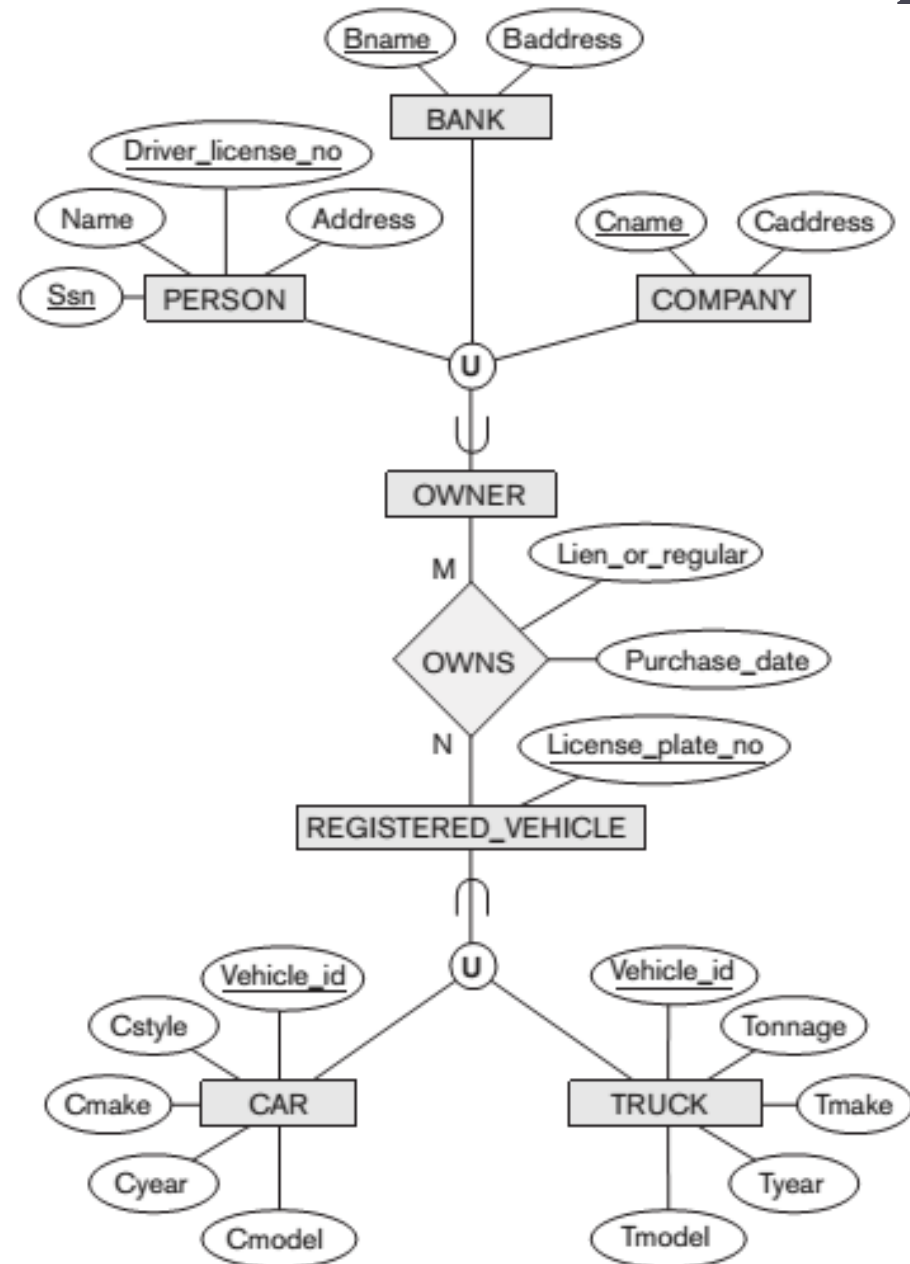 Bname
Baddress
BANK
Driver_license_no
Name
Address
Cname
Caddress
Ssn
PERSON
COMPANY
U
OWNER
M
Lien_or_regular
OWNS
Purchase_date
N
License_plate_no
REGISTERED_VEHICLE
U
Vehicle_id
Vehicle_id
Cstyle
Tonnage
Cmake
CAR
TRUCK
Tmake
Cyear
Tyear
Cmodel
Tmodel